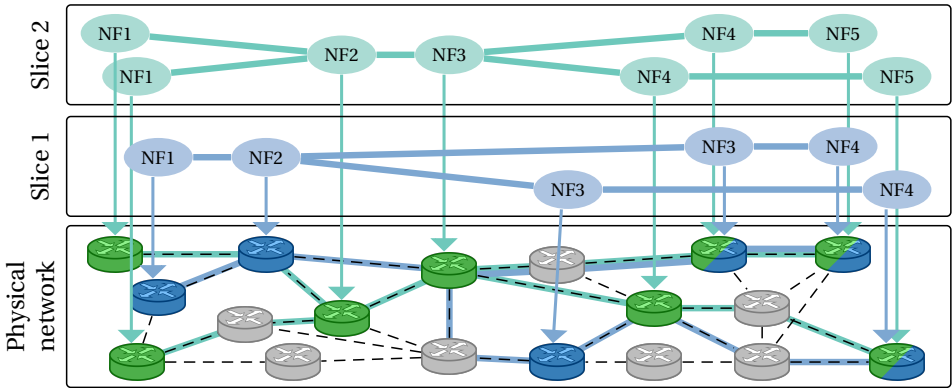 Slice 2
NF1
NF4
NF5
NF2
NF3
NF1
NF4
NF5
Slice 1
NF3
NF4
NF1
NF2
NF3
NF4
Physical
network